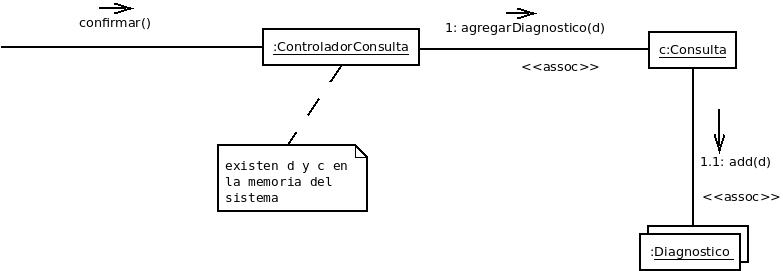 confirmar()
:ControladorConsulta
1: agregarDiagnostico(d)
<<assoc>>
c:Consulta
existen d y c en
la memoria del
sistema
1.1: add(d)
<<assoc>>
:Diagnostico